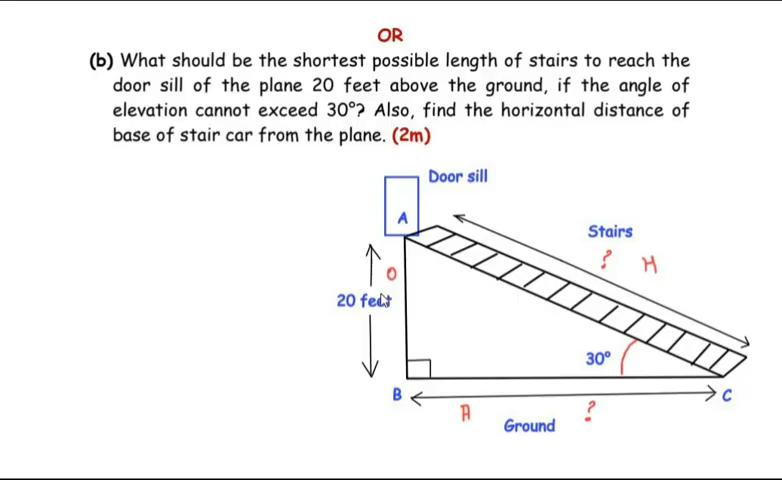 OR
(b) What should be the shortest possible length of stairs to reach the
door sill of the plane 20 feet above the ground, if the angle of
elevation cannot exceed 30°? Also, find the horizontal distance of
base of stair car from the plane. (2m)
Door sill
A
Stairs
? H
O
20 feet
30°
B
C
A
?
Ground